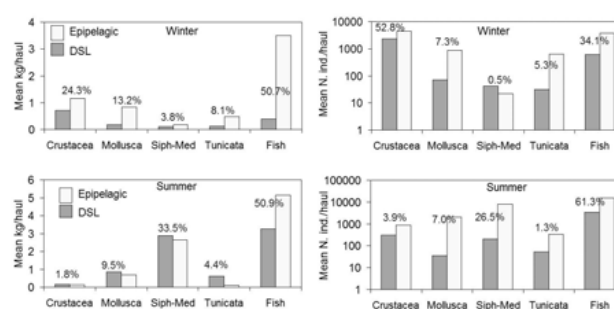 Winter
Epipelagic
DSL
Mean kg/haul
4
3
2
1
0
24.3%
13.2%
3.8%
8.1%
50.7%
Crustacea Mollusca Siph-Med Tunicata Fish
Winter
Mean N. ind./haul
10000
1000
100
10
1
52.8%
7.3%
0.5%
5.3%
34.1%
Crustacea Mollusca Siph-Med Tunicata Fish
Summer
Epipelagic
DSL
Mean kg/haul
6
5
4
3
2
1
0
1.8%
9.5%
33.5%
4.4%
50.9%
Crustacea Mollusca Siph-Med Tunicata Fish
Summer
Mean N. ind./haul
100000
10000
1000
100
10
1
3.9%
7.0%
26.5%
1.3%
61.3%
Crustacea Mollusca Siph-Med Tunicata Fish